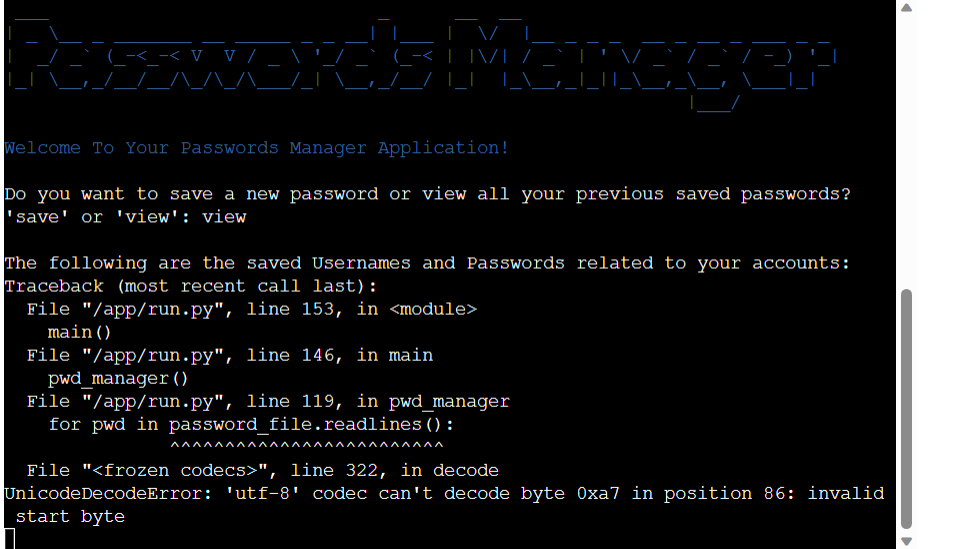 Passwords Manager
Welcome To Your Passwords Manager Application!
Do you want to save a new password or view all your previous saved passwords?
'save' or 'view': view
The following are the saved Usernames and Passwords related to your accounts:
Traceback (most recent call last):
  File "/app/run.py", line 153, in <module>
    main()
  File "/app/run.py", line 146, in main
    pwd_manager()
  File "/app/run.py", line 119, in pwd_manager
    for pwd in password_file.readlines():
               ^^^^^^^^^^^^^^^^^^^^^^^^^
  File "<frozen codecs>", line 322, in decode
UnicodeDecodeError: 'utf-8' codec can't decode byte 0xa7 in position 86: invalid
 start byte